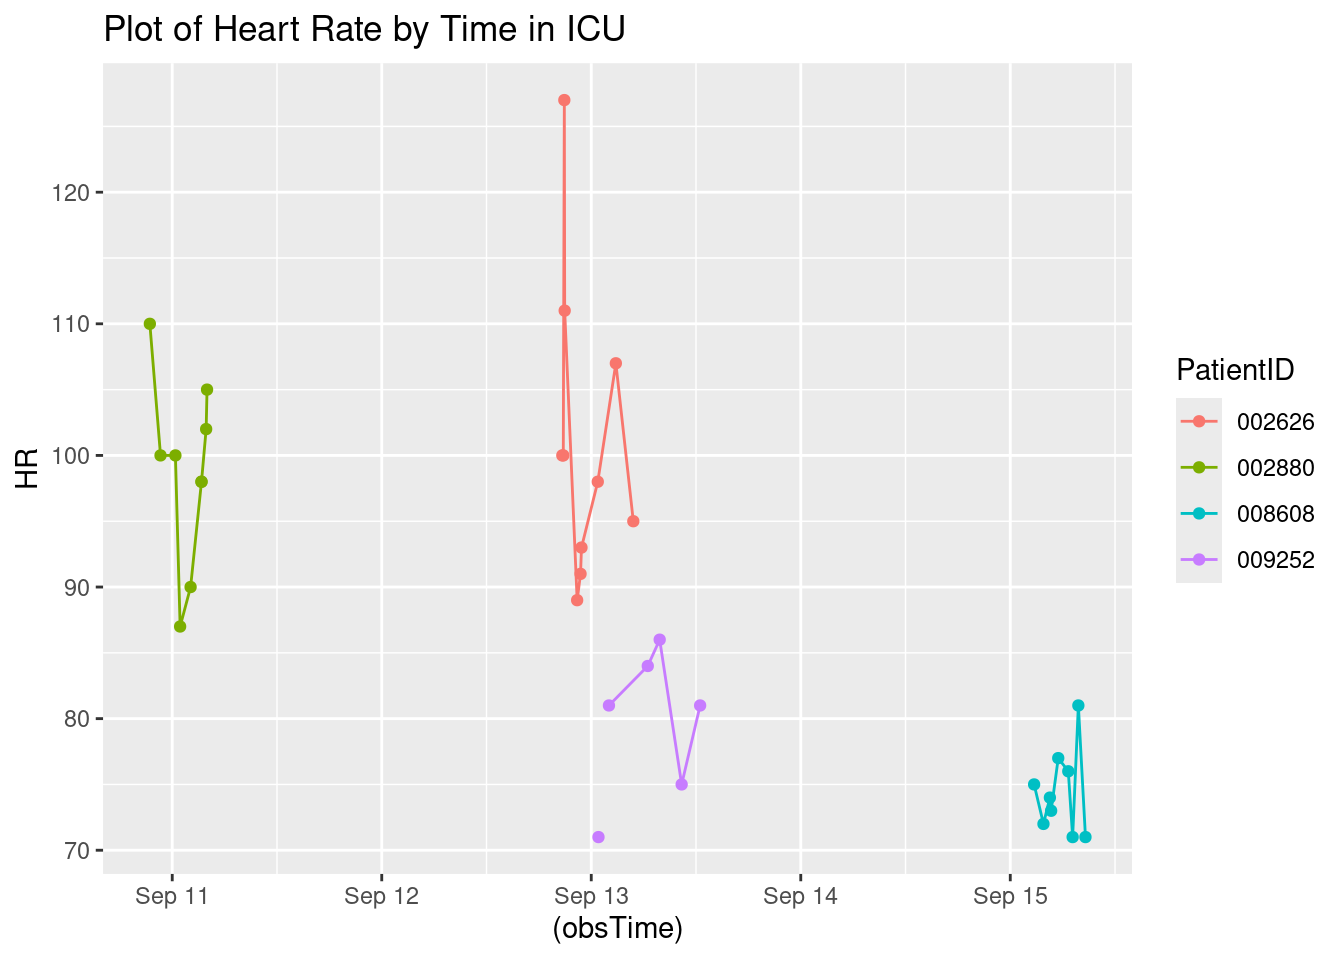 Plot of Heart Rate by Time in ICU
120
110
100
90
80
70
HR
Sep 11 Sep 12 Sep 13 Sep 14 Sep 15
(obsTime)
PatientID
002626
002880
008608
009252